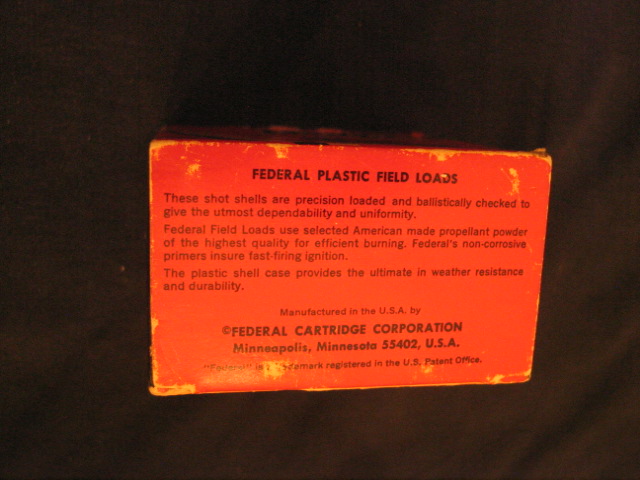 FEDERAL PLASTIC FIELD LOADS
These shot shells are precision loaded and ballistically checked to
give the utmost dependability and uniformity.
Federal Field Loads use selected American made propellant powder
of the highest quality for efficient burning. Federal's non-corrosive
primers insure fast-firing ignition.
The plastic shell case provides the ultimate in weather resistance
and durability.
Manufactured in the U.S.A. by
©FEDERAL CARTRIDGE CORPORATION
Minneapolis, Minnesota 55402, U.S.A.
"Federal" is registered in the U.S. Patent Office.